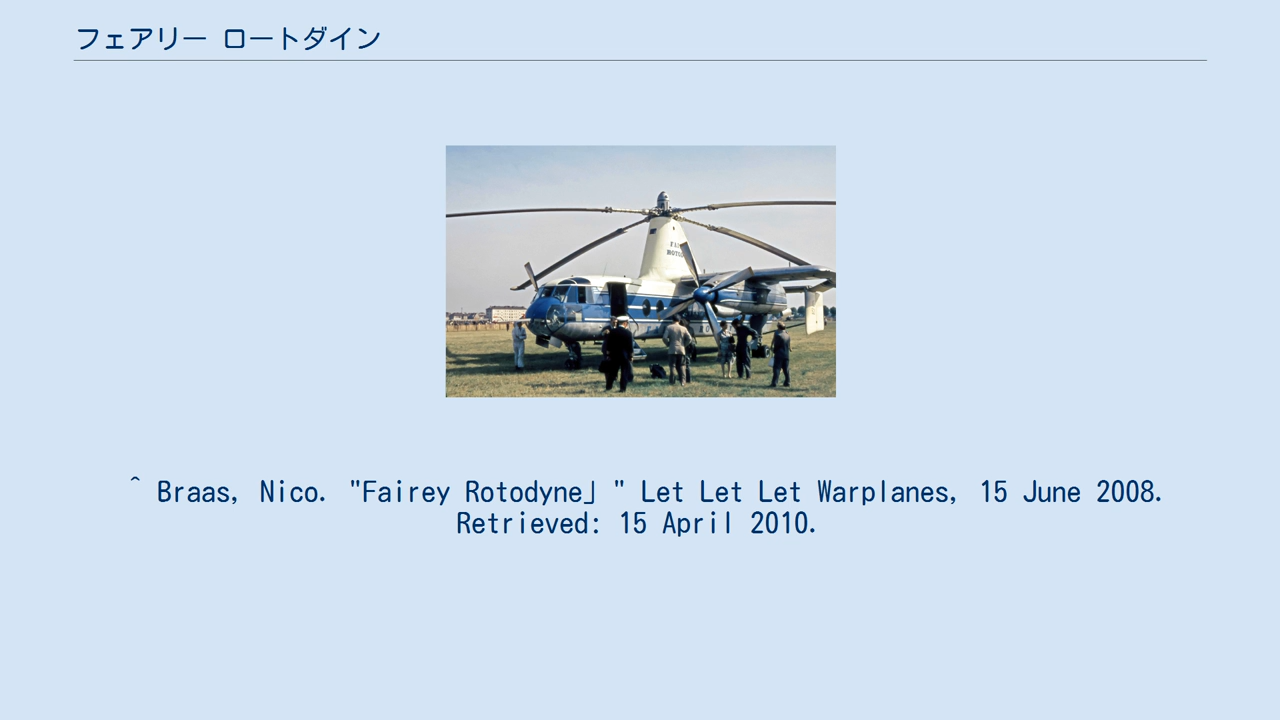 フェアリー ロートダイン
^ Braas, Nico. "Fairey Rotodyne」" Let Let Let Warplanes, 15 June 2008.
Retrieved: 15 April 2010.